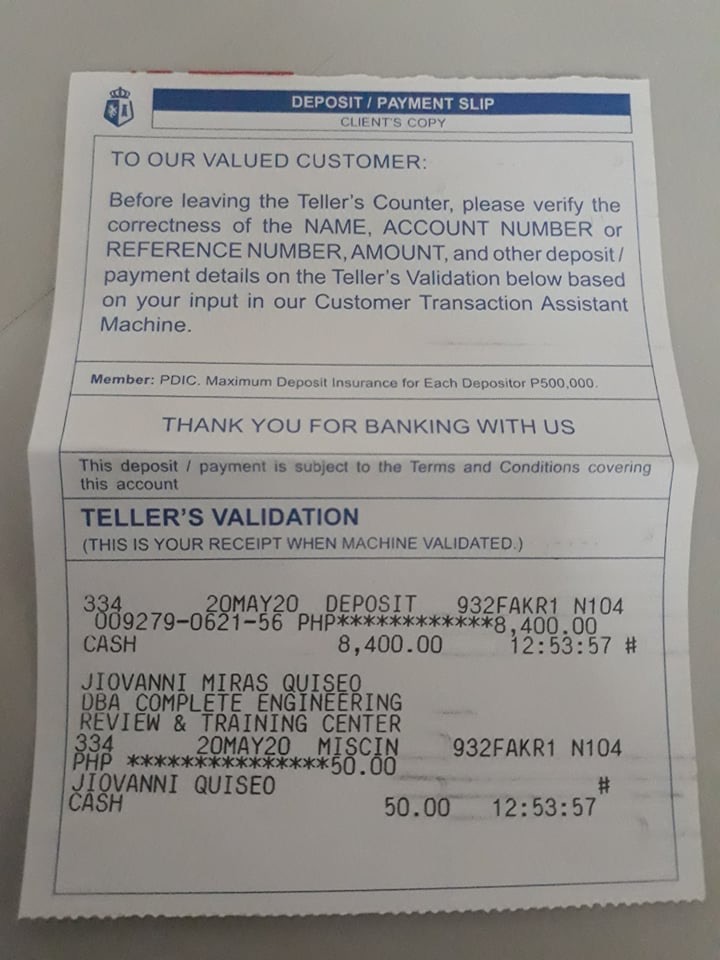 DEPOSIT / PAYMENT SLIP
CLIENT'S COPY
TO OUR VALUED CUSTOMER:
Before leaving the Teller's Counter, please verify the
correctness of the NAME, ACCOUNT NUMBER or
REFERENCE NUMBER, AMOUNT, and other deposit /
payment details on the Teller's Validation below based
on your input in our Customer Transaction Assistant
Machine.
Member: PDIC. Maximum Deposit Insurance for Each Depositor P500,000.
THANK YOU FOR BANKING WITH US
This deposit / payment is subject to the Terms and Conditions covering
this account
TELLER'S VALIDATION
(THIS IS YOUR RECEIPT WHEN MACHINE VALIDATED.)
334 20MAY20 DEPOSIT 932FAKR1 N104
009279-0621-56 PHP************8,400.00
CASH 8,400.00 12:53:57 #
JIOVANNI MIRAS QUISEO
DBA COMPLETE ENGINEERING
REVIEW & TRAINING CENTER
334 20MAY20 MISCIN 932FAKR1 N104
PHP ***************50.00
JIOVANNI QUISEO #
CASH 50.00 12:53:57